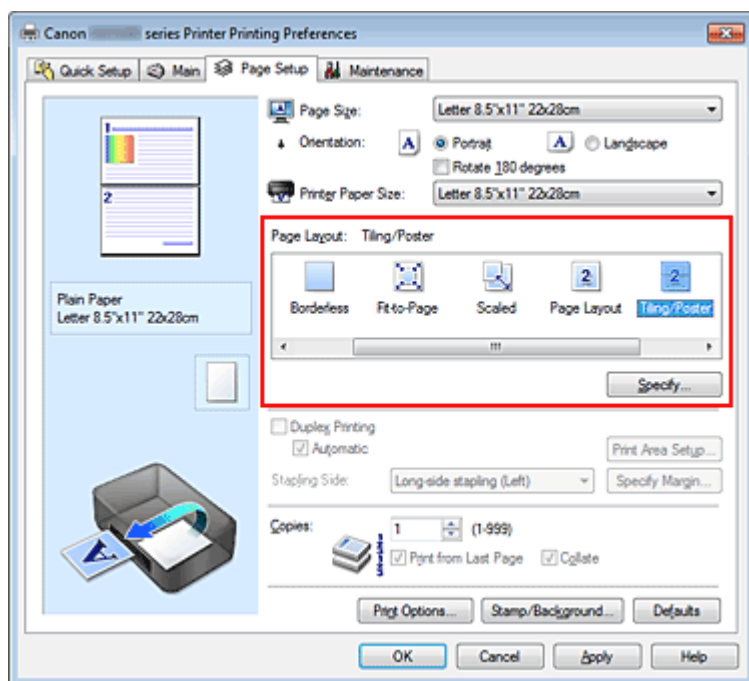 Canon series Printer Printing Preferences
Quick Setup Main Page Setup Maintenance
Page Size: Letter 8.5"x11" 22x28cm
Orientation: A Portrait A Landscape
Rotate 180 degrees
Printer Paper Size: Letter 8.5"x11" 22x28cm
1
2
Page Layout: Tiling/Poster
2 2
Borderless Fit-to-Page Scaled Page Layout Tiling/Poster
Plain Paper
Letter 8.5"x11" 22x28cm
Specify...
Duplex Printing
Automatic Print Area Setup...
Stapling Side: Long-side stapling (Left) Specify Margin...
Copies: 1 (1-999)
Print from Last Page Collate
A
Print Options... Stamp/Background... Defaults
OK Cancel Apply Help